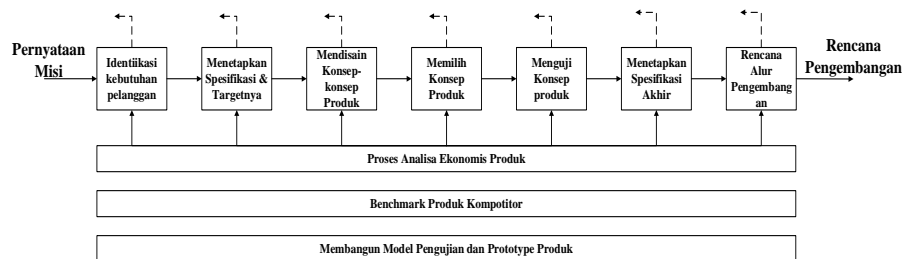 Pernyataan
Misi
Identiikasi
kebutuhan
pelanggan
Menetapkan
Spesifikasi &
Targetnya
Mendisain
Konsep-
konsep
Produk
Memilih
Konsep
Produk
Menguji
Konsep
produk
Menetapkan
Spesifikasi
Akhir
Rencana
Alur
Pengembang
an
Rencana
Pengembangan
Proses Analisa Ekonomis Produk
Benchmark Produk Kompotitor
Membangun Model Pengujian dan Prototype Produk